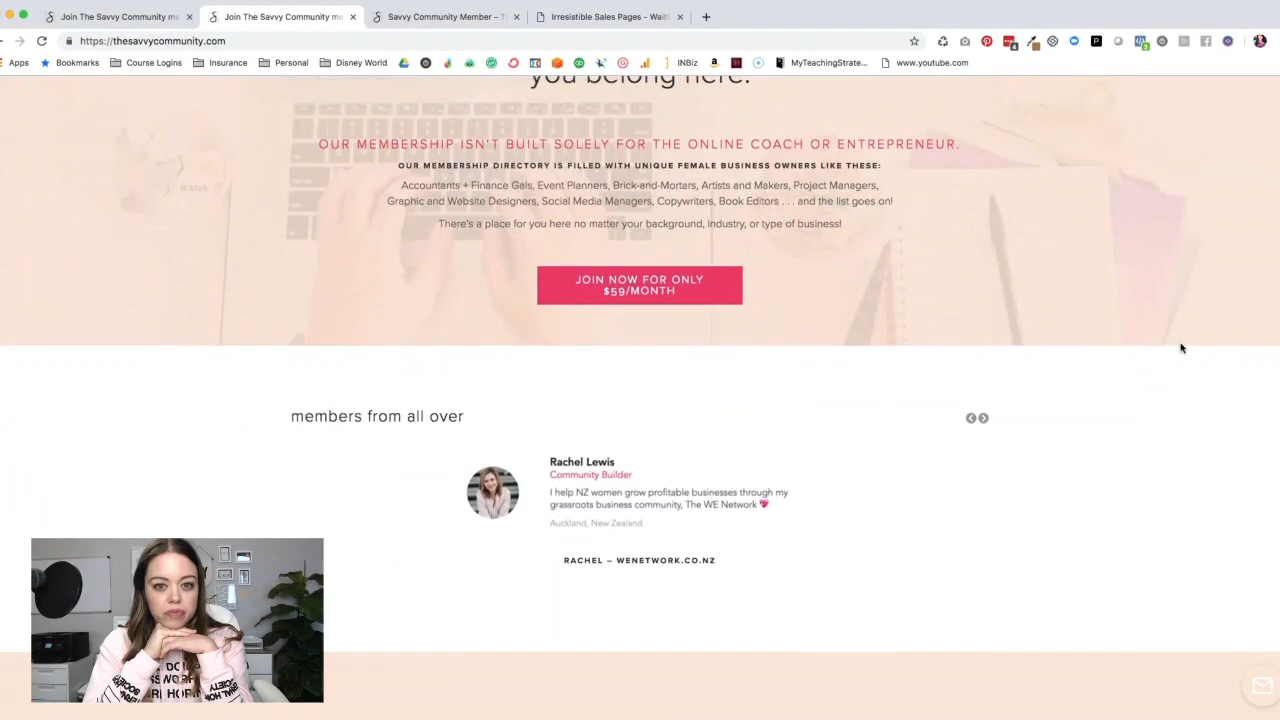 Join The Savvy Community m
Join The Savvy Community me
Savvy Community Member – T
Irresistible Sales Pages - Waitl
https://thesavvycommunity.com
Apps
Bookmarks
Course Logins
Insurance
Personal
Disney World
INBiz
MyTeachingStrate...
www.youtube.com
you belong here.
OUR MEMBERSHIP ISN'T BUILT SOLELY FOR THE ONLINE COACH OR ENTREPRENEUR.
OUR MEMBERSHIP DIRECTORY IS FILLED WITH UNIQUE FEMALE BUSINESS OWNERS LIKE THESE:
Accountants + Finance Gals, Event Planners, Brick-and-Mortars, Artists and Makers, Project Managers,
Graphic and Website Designers, Social Media Managers, Copywriters, Book Editors . . . and the list goes on!
There's a place for you here no matter your background, industry, or type of business!
JOIN NOW FOR ONLY
$59/MONTH
members from all over
Rachel Lewis
Community Builder
I help NZ women grow profitable businesses through my
grassroots business community, The WE Network 💖
Auckland, New Zealand
RACHEL – WENETWORK.CO.NZ